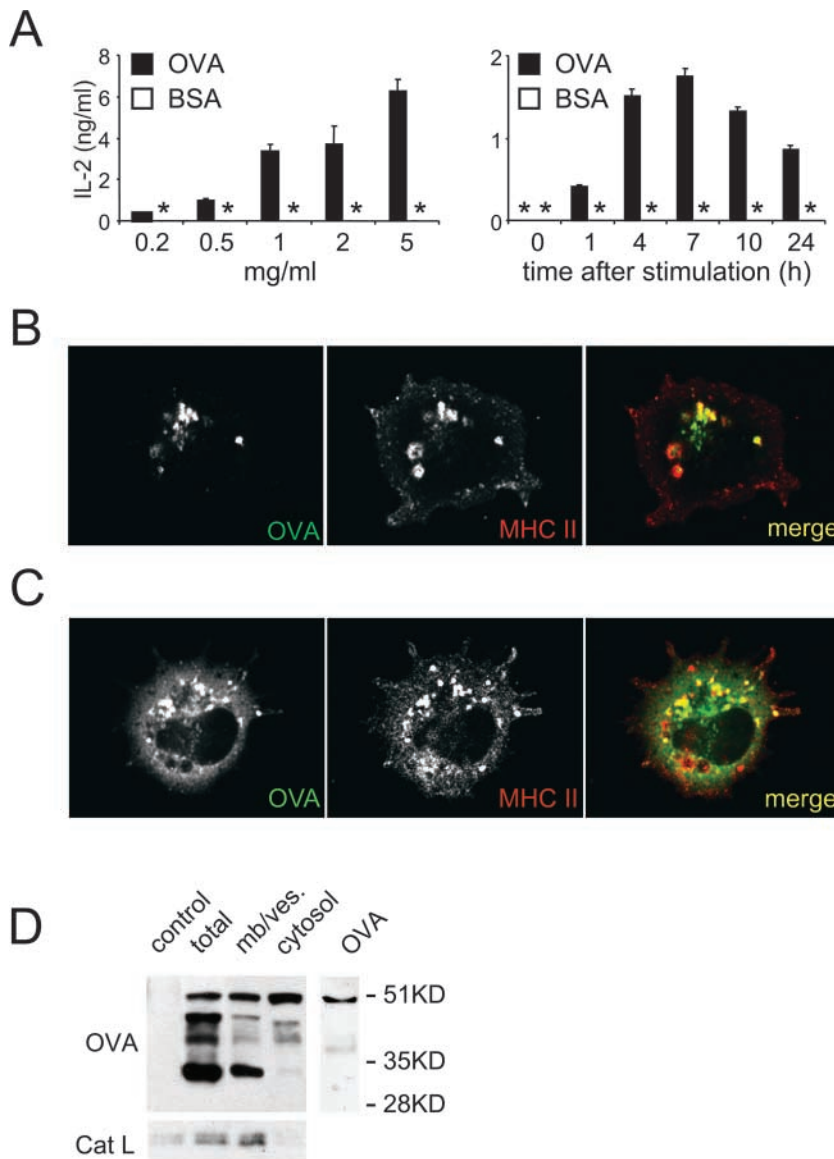 A
8
6
4
2
0
IL-2 (ng/ml)
OVA
BSA
* * * * *
0.2 0.5 1 2 5
mg/ml
2
1
0
OVA
BSA
* * * * * * *
0 1 4 7 10 24
time after stimulation (h)
B
OVA
MHC II
merge
C
OVA
MHC II
merge
D
control
total
mb/ves.
cytosol
OVA
OVA
- 51KD
- 35KD
- 28KD
Cat L